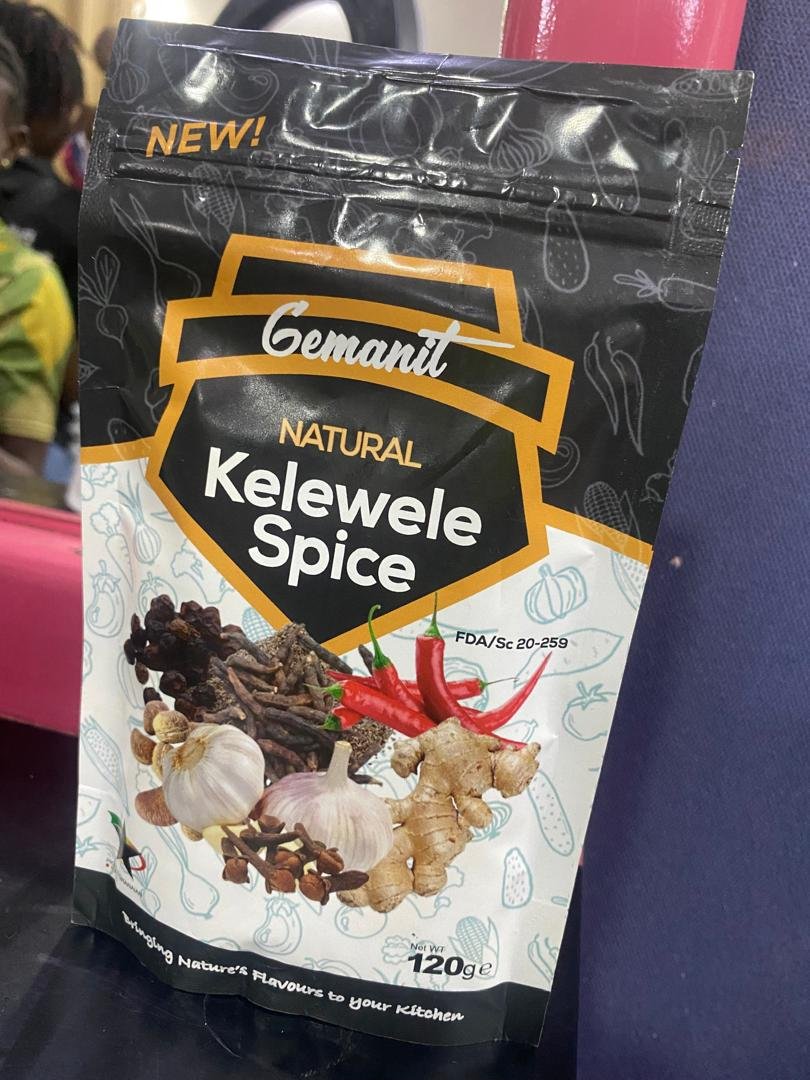 NEW!
Gemanit
NATURAL
Kelewele
Spice
FDA/Sc 20-259
Net WT
120g e
Bringing Nature's Flavours to your Kitchen